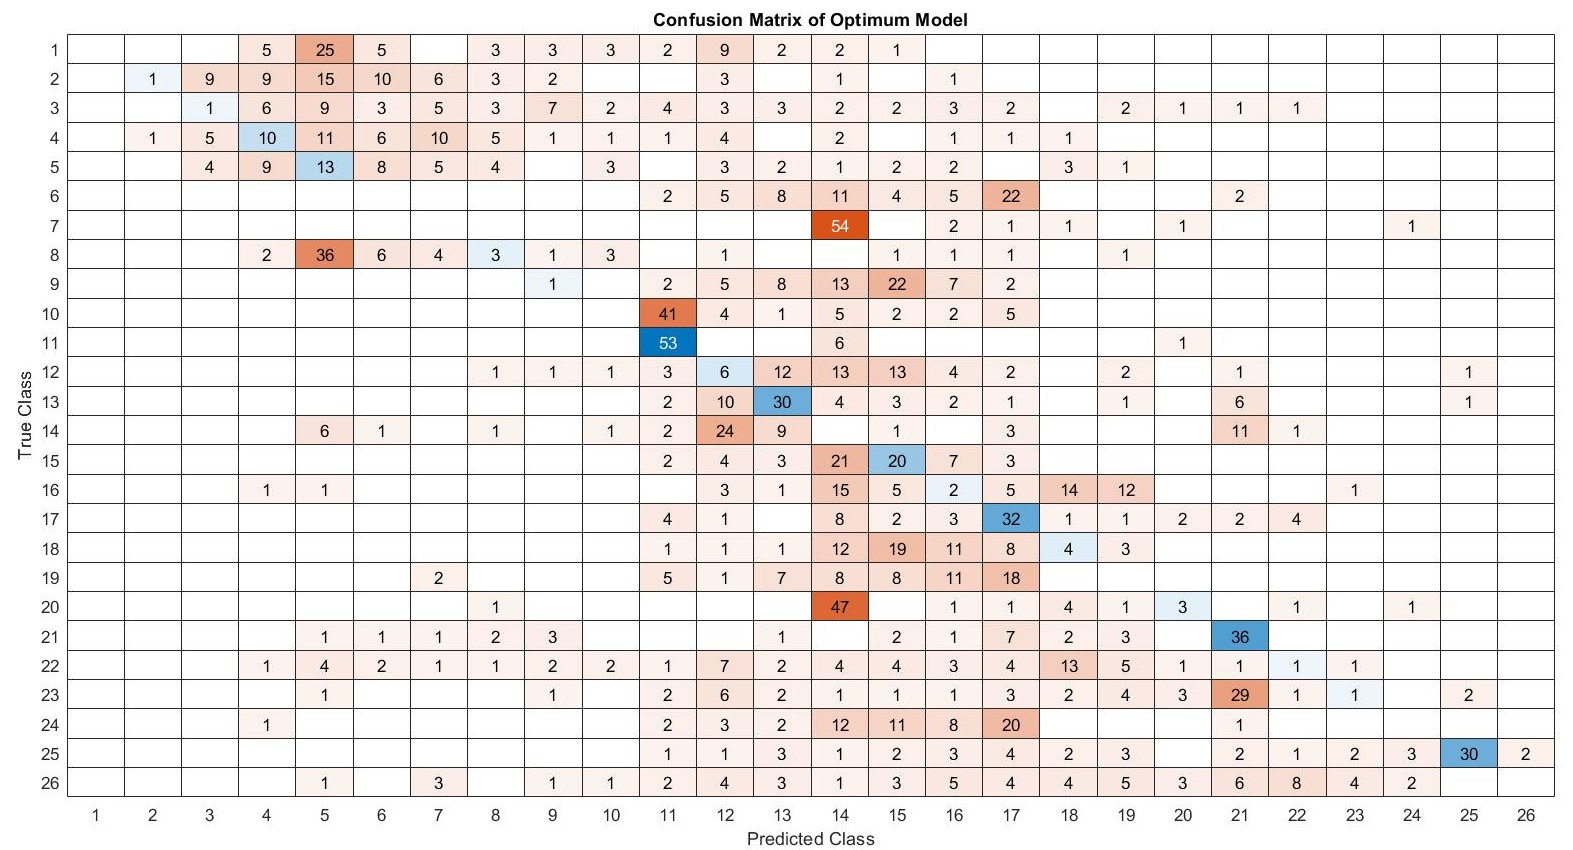 Confusion Matrix of Optimum Model
1 5 25 5 3 3 3 2 9 2 2 1
2 1 9 9 15 10 6 3 2 3 1 1
3 1 6 9 3 5 3 7 2 4 3 3 2 2 3 2 2 1 1 1
4 1 5 10 11 6 10 5 1 1 1 4 2 1 1 1
5 4 9 13 8 5 4 3 3 2 1 2 2 3 1
6 2 5 8 11 4 5 22 2
7 54 2 1 1 1 1
8 2 36 6 4 3 1 3 1 1 1 1 1
9 1 2 5 8 13 22 7 2
10 41 4 1 5 2 2 5
11 53 6 1
12 1 1 1 3 6 12 13 13 4 2 2 1 1
13 2 10 30 4 3 2 1 1 6 1
14 6 1 1 1 2 24 9 1 3 11 1
15 2 4 3 21 20 7 3
16 1 1 3 1 15 5 2 5 14 12 1
17 4 1 8 2 3 32 1 1 2 2 4
18 1 1 1 12 19 11 8 4 3
19 2 5 1 7 8 8 11 18
20 1 47 1 1 4 1 3 1 1
21 1 1 1 2 3 1 2 1 7 2 3 36
22 1 4 2 1 1 2 2 1 7 2 4 4 3 4 13 5 1 1 1 1
23 1 1 2 6 2 1 1 1 3 2 4 3 29 1 1 2
24 1 2 3 2 12 11 8 20 1
25 1 1 3 1 2 3 4 2 3 2 1 2 3 30 2
26 1 3 1 1 2 4 3 1 3 5 4 4 5 3 6 8 4 2
1 2 3 4 5 6 7 8 9 10 11 12 13 14 15 16 17 18 19 20 21 22 23 24 25 26
Predicted Class
True Class